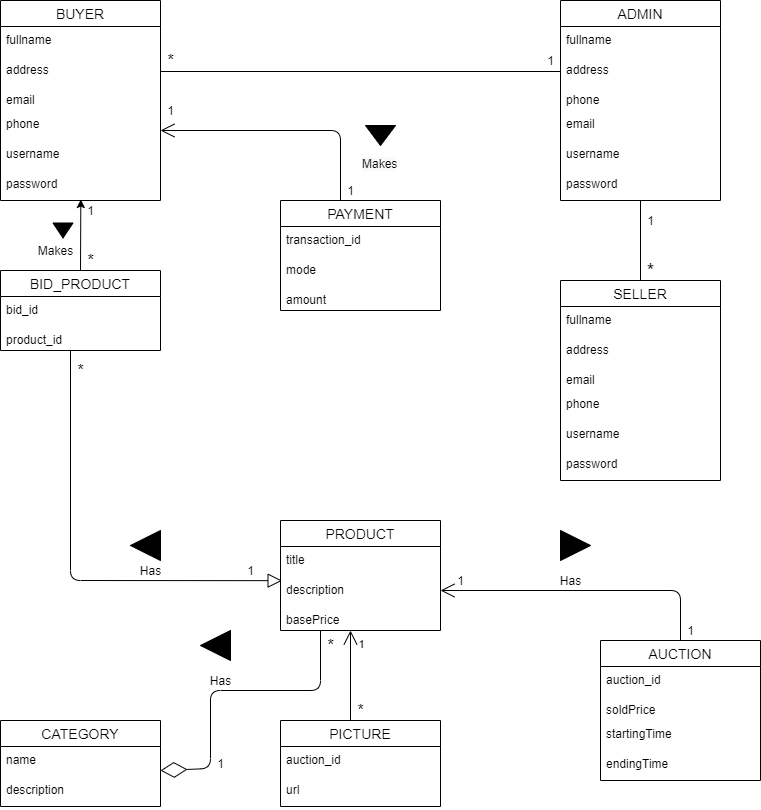 BUYER
fullname
address
email
phone
username
password
*
1
ADMIN
fullname
address
phone
email
username
password
1
Makes
1
PAYMENT
transaction_id
mode
amount
1
Makes
*
BID_PRODUCT
bid_id
product_id
*
1
*
SELLER
fullname
address
email
phone
username
password
Has
1
PRODUCT
title
description
basePrice
1
Has
1
AUCTION
auction_id
soldPrice
startingTime
endingTime
*
1
Has
1
CATEGORY
name
description
*
PICTURE
auction_id
url